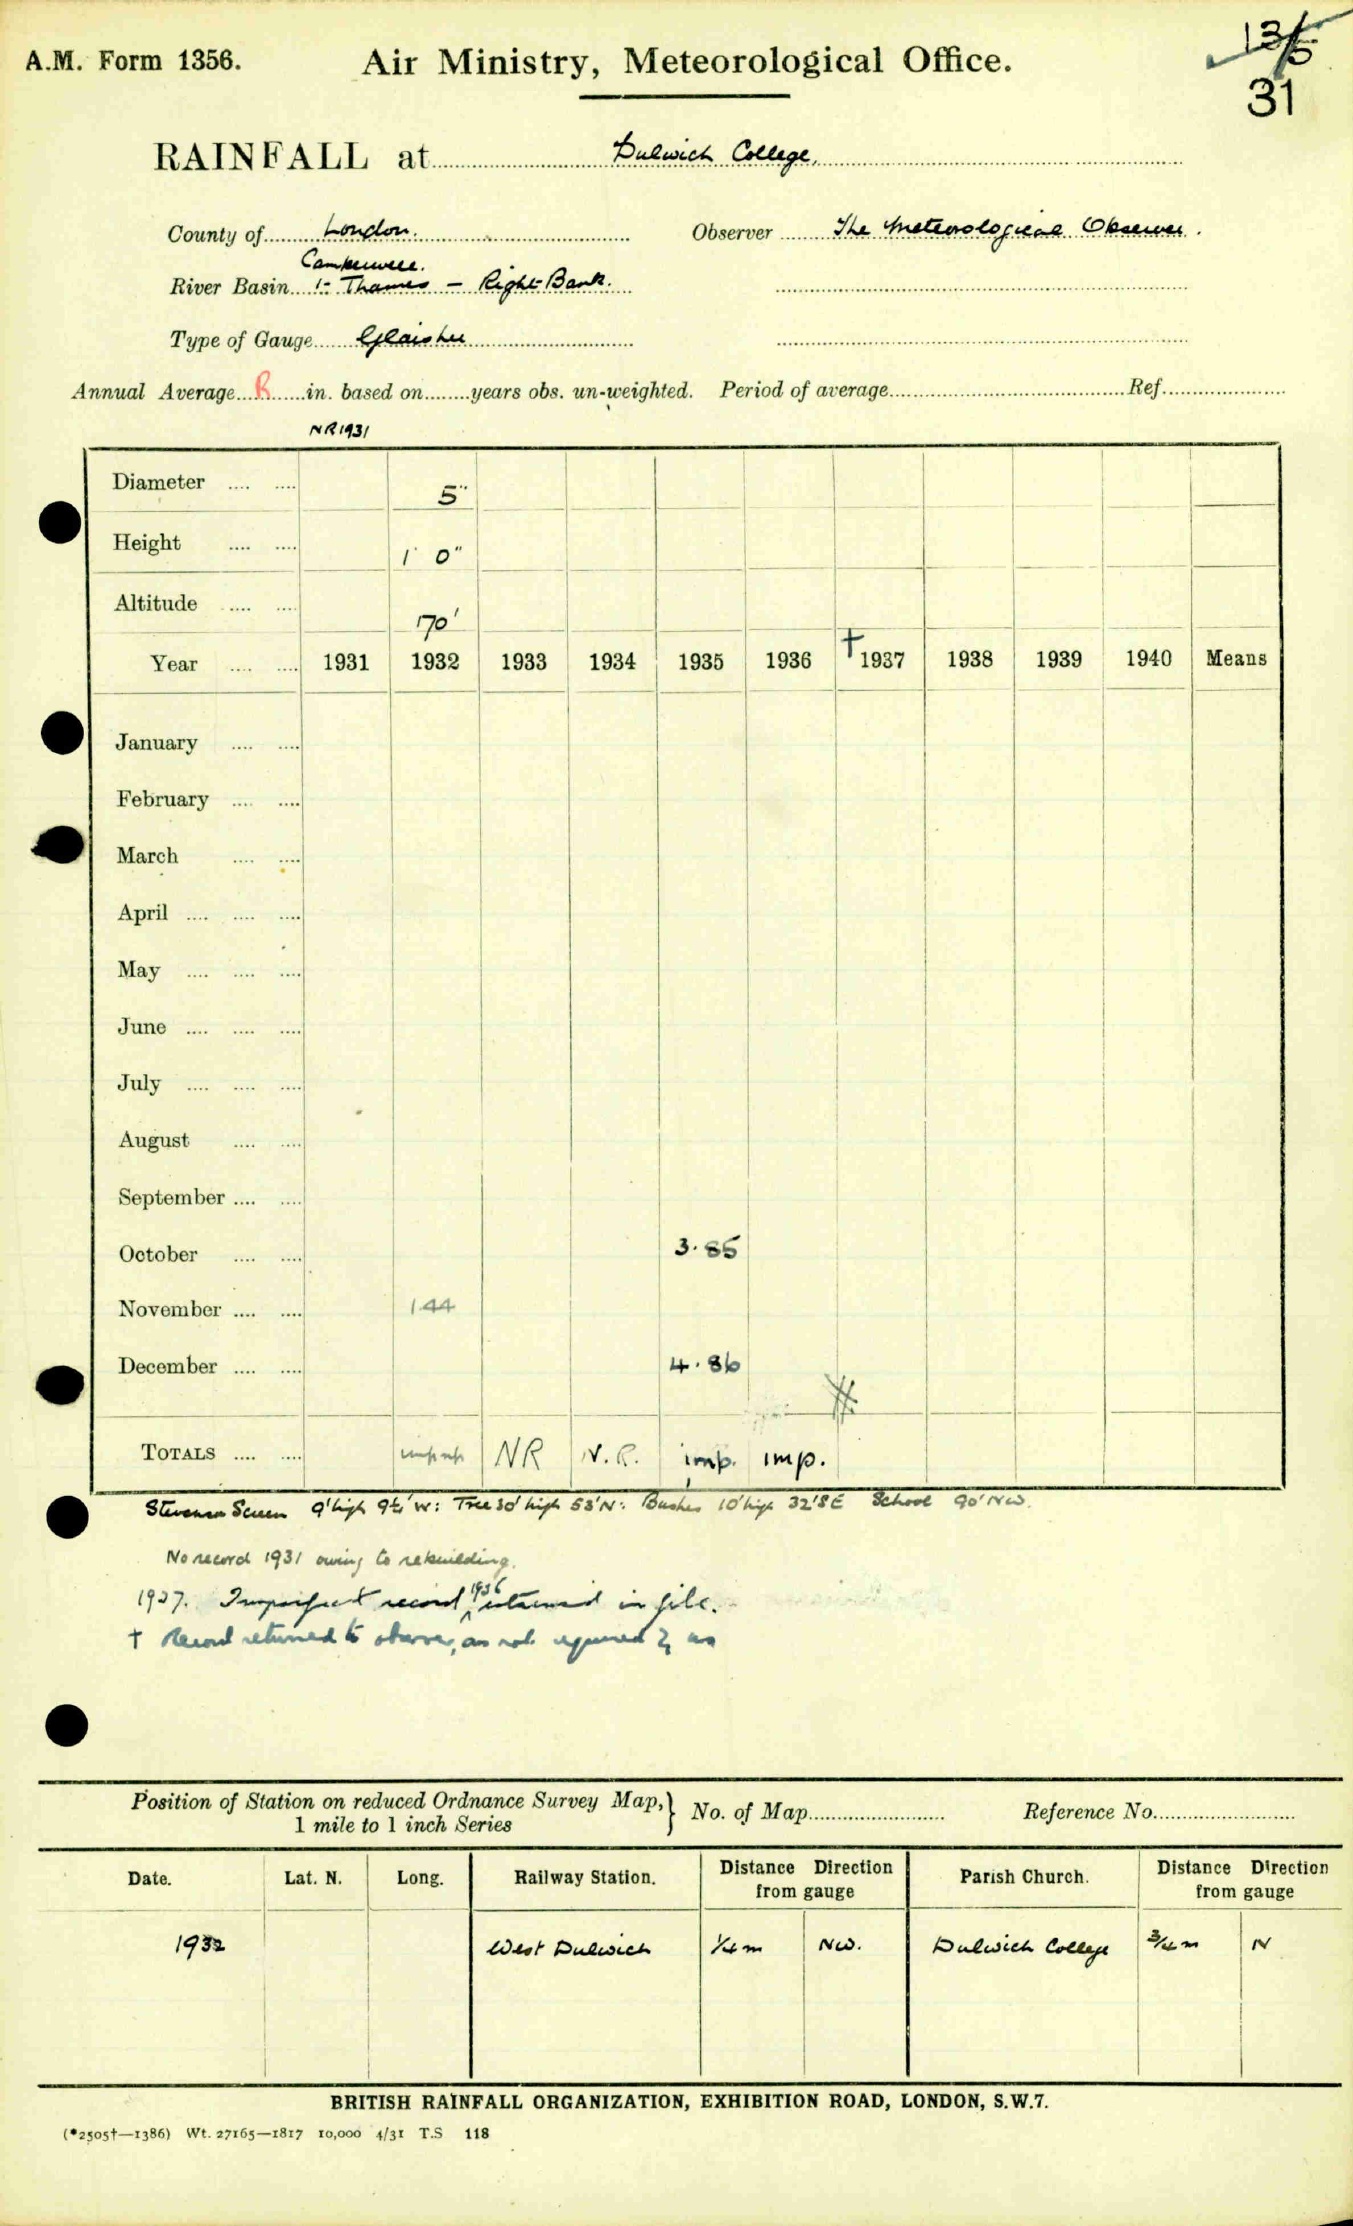 A.M. Form 1356.
Air Ministry, Meteorological Office.
13/5
31
RAINFALL at Dulwich College.
County of London.
Observer The Meteorological Observer.
Camberwell.
River Basin 1- Thames - Right Bank.
Type of Gauge Glaisher
Annual Average R in. based on years obs. un-weighted. Period of average Ref.
NR 1931
Diameter 5"
Height 1' 0"
Altitude 170'
Year 1931 1932 1933 1934 1935 1936 † 1937 1938 1939 1940 Means
January
February
March
April
May
June
July
August
September
October 3.85
November 1.44
December 4.86
TOTALS NR N.R. imp. imp.
Stevenson Screen 9' high 9½' W: Tree 30' high 53' N: Bushes 10' high 32' SE School 90' NW.
No record 1931 owing to rebuilding.
1937. Imperfect record 1936 returned in file.
† Record returned to observer, as not required by us
Position of Station on reduced Ordnance Survey Map, 1 mile to 1 inch Series } No. of Map Reference No.
Date. Lat. N. Long. Railway Station. Distance Direction from gauge Parish Church. Distance Direction from gauge
1932 West Dulwich ¼ m NW. Dulwich College ¾ m N
BRITISH RAINFALL ORGANIZATION, EXHIBITION ROAD, LONDON, S.W.7.
(*2505†—1386) Wt. 27165—1817 10,000 4/31 T.S 118